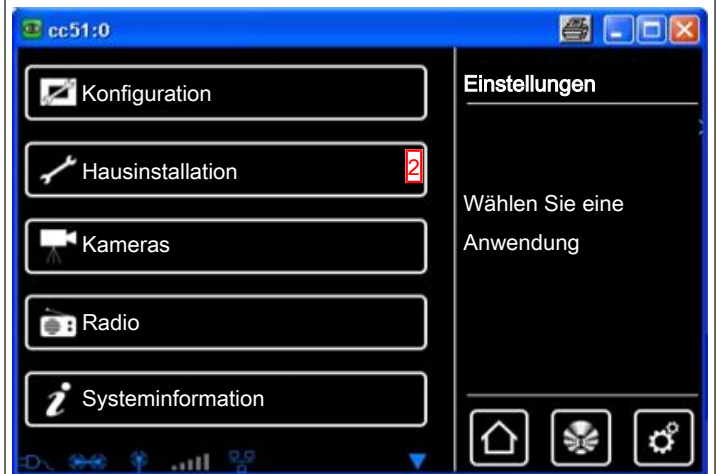 cc51:0
Konfiguration
Hausinstallation 2
Kameras
Radio
Systeminformation
Einstellungen
Wählen Sie eine
Anwendung